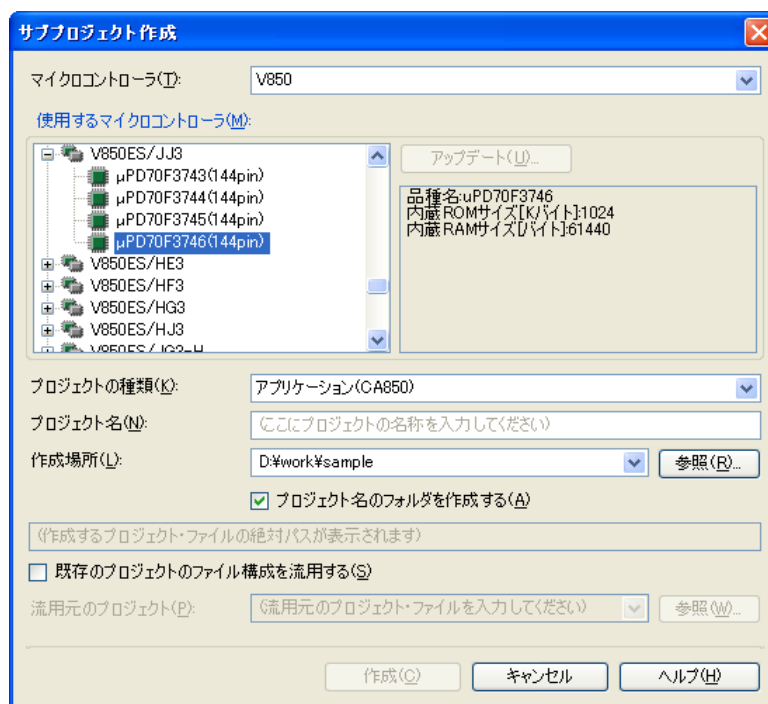 サブプロジェクト作成
マイクロコントローラ(T):
V850
使用するマイクロコントローラ(M):
V850ES/JJ3
μPD70F3743(144pin)
μPD70F3744(144pin)
μPD70F3745(144pin)
μPD70F3746(144pin)
V850ES/HE3
V850ES/HF3
V850ES/HG3
V850ES/HJ3
V850ES/JG3-H
アップデート(U)...
品種名:uPD70F3746
内蔵ROMサイズ[Kバイト]:1024
内蔵RAMサイズ[バイト]:61440
プロジェクトの種類(K):
アプリケーション(CA850)
プロジェクト名(N):
(ここにプロジェクトの名称を入力してください)
作成場所(L):
D:¥work¥sample
参照(R)...
プロジェクト名のフォルダを作成する(A)
(作成するプロジェクト・ファイルの絶対パスが表示されます)
既存のプロジェクトのファイル構成を流用する(S)
流用元のプロジェクト(P):
(流用元のプロジェクト・ファイルを入力してください)
参照(W)...
作成(C)
キャンセル
ヘルプ(H)